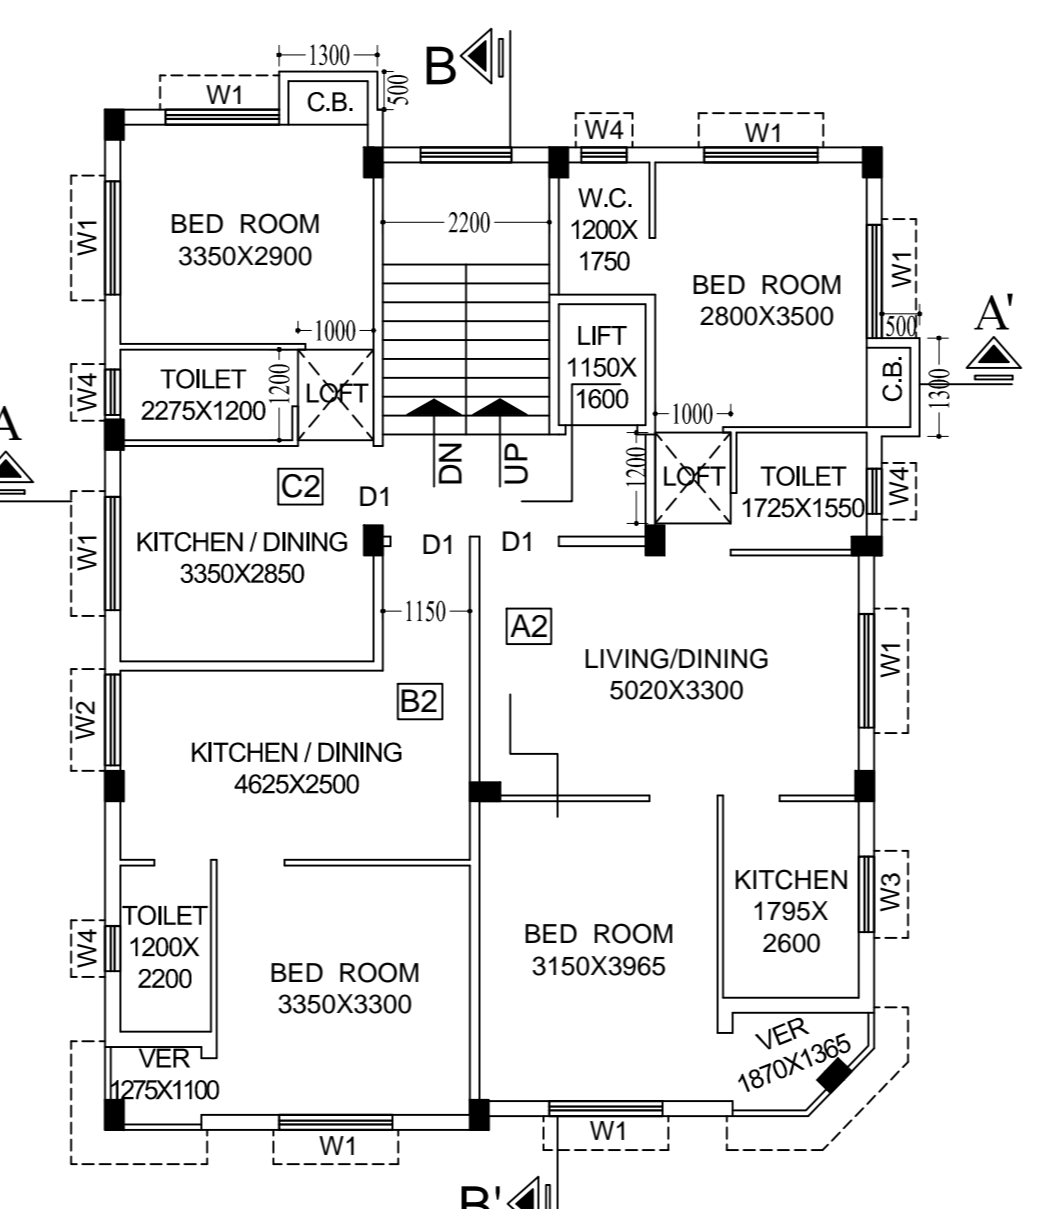 1300
B
500
W1
C.B.
W4
W1
W.C.
1200X
1750
BED ROOM
3350X2900
2200
W1
W1
BED ROOM
2800X3500
500
A'
1000
LIFT
1150X
1600
C.B.
1300
W4
TOILET
2275X1200
1200
LOFT
1000
A
DN
UP
1200
LOFT
TOILET
1725X1550
W4
C2
D1
W1
KITCHEN / DINING
3350X2850
D1
D1
1150
A2
W1
LIVING/DINING
5020X3300
W2
B2
KITCHEN / DINING
4625X2500
W3
KITCHEN
1795X
2600
TOILET
1200X
2200
W4
BED ROOM
3150X3965
BED ROOM
3350X3300
VER
1275X1100
VER
1870X1365
W1
W1
B'